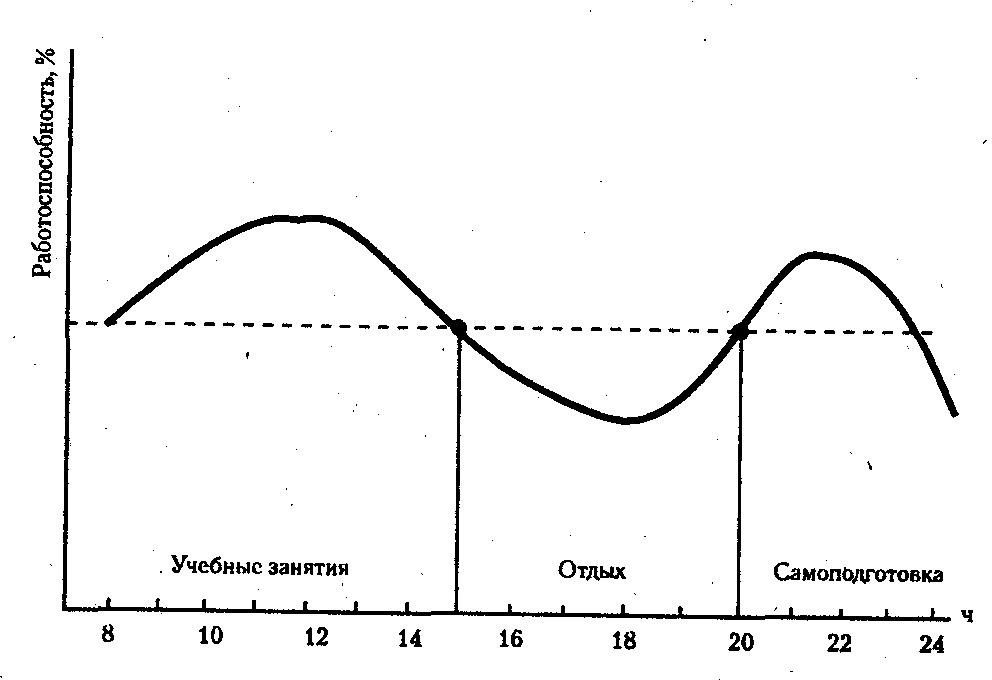 Работоспособность, %
Учебные занятия
Отдых
Самоподготовка
ч
8 10 12 14 16 18 20 22 24